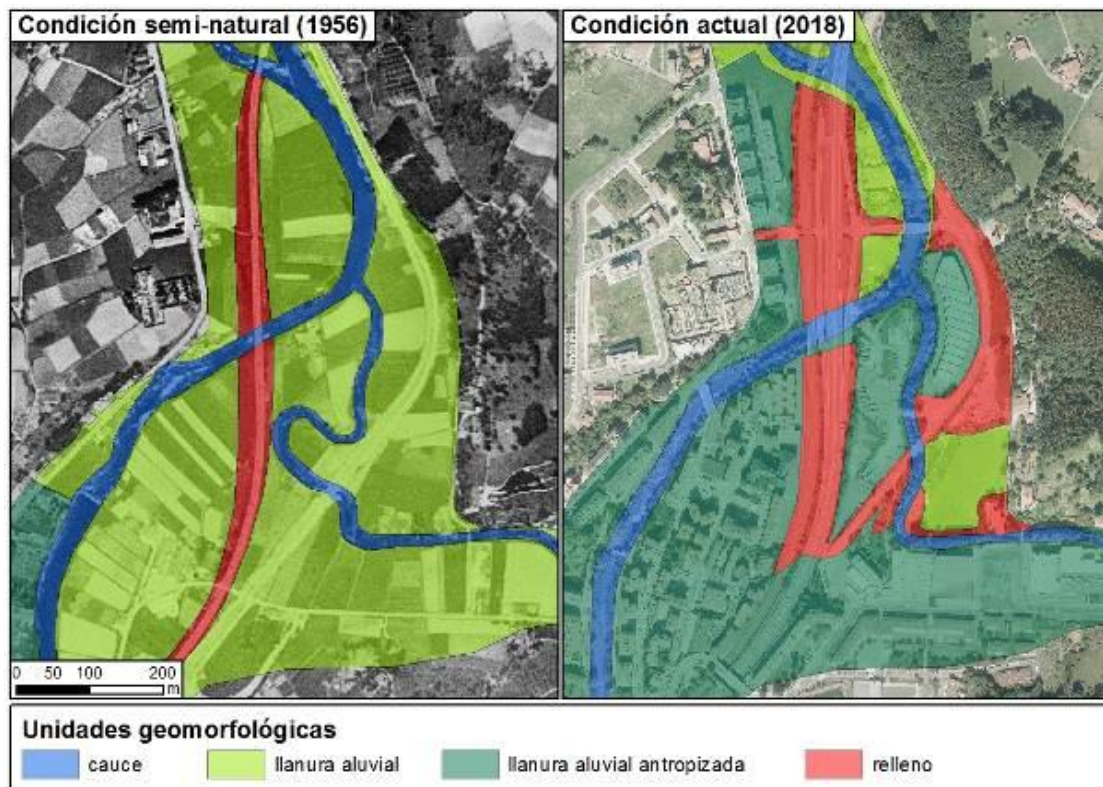 Condición semi-natural (1956)
Condición actual (2018)
0 50 100 200
m
Unidades geomorfológicas
cauce
llanura aluvial
llanura aluvial antropizada
relleno